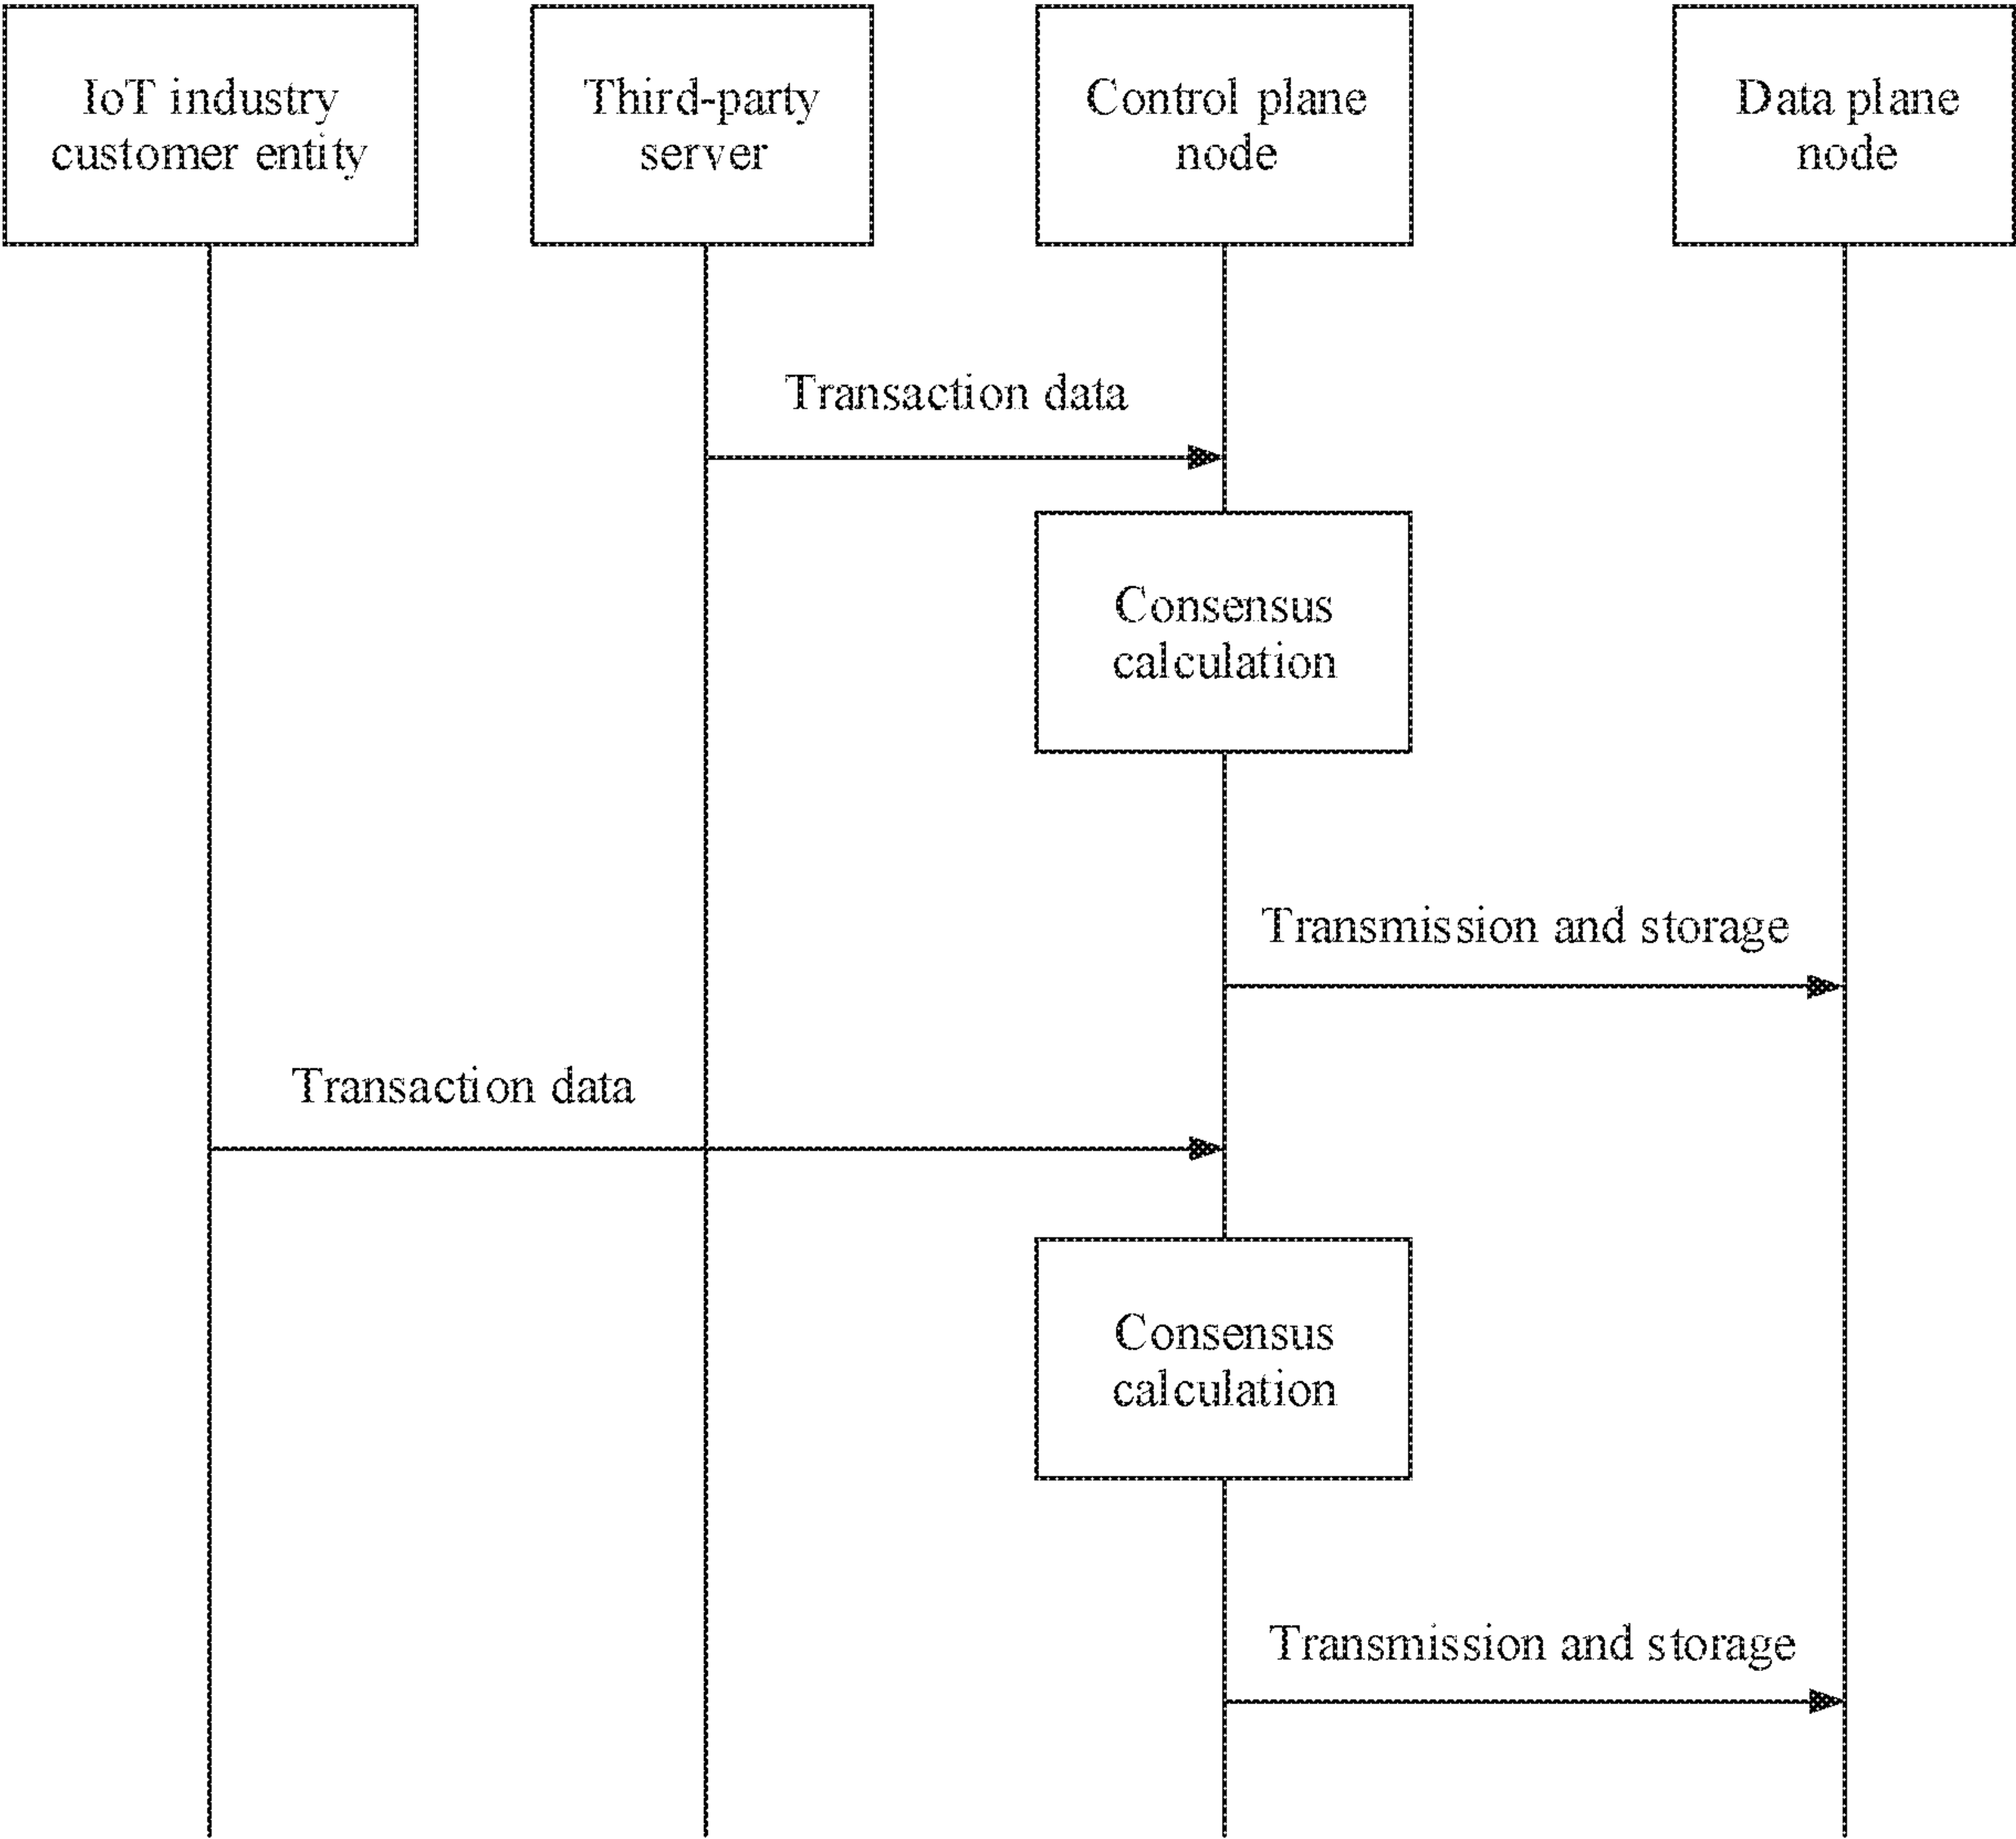 IoT industry
customer entity
Third-party
server
Control plane
node
Data plane
node
Transaction data
Consensus
calculation
Transmission and storage
Transaction data
Consensus
calculation
Transmission and storage